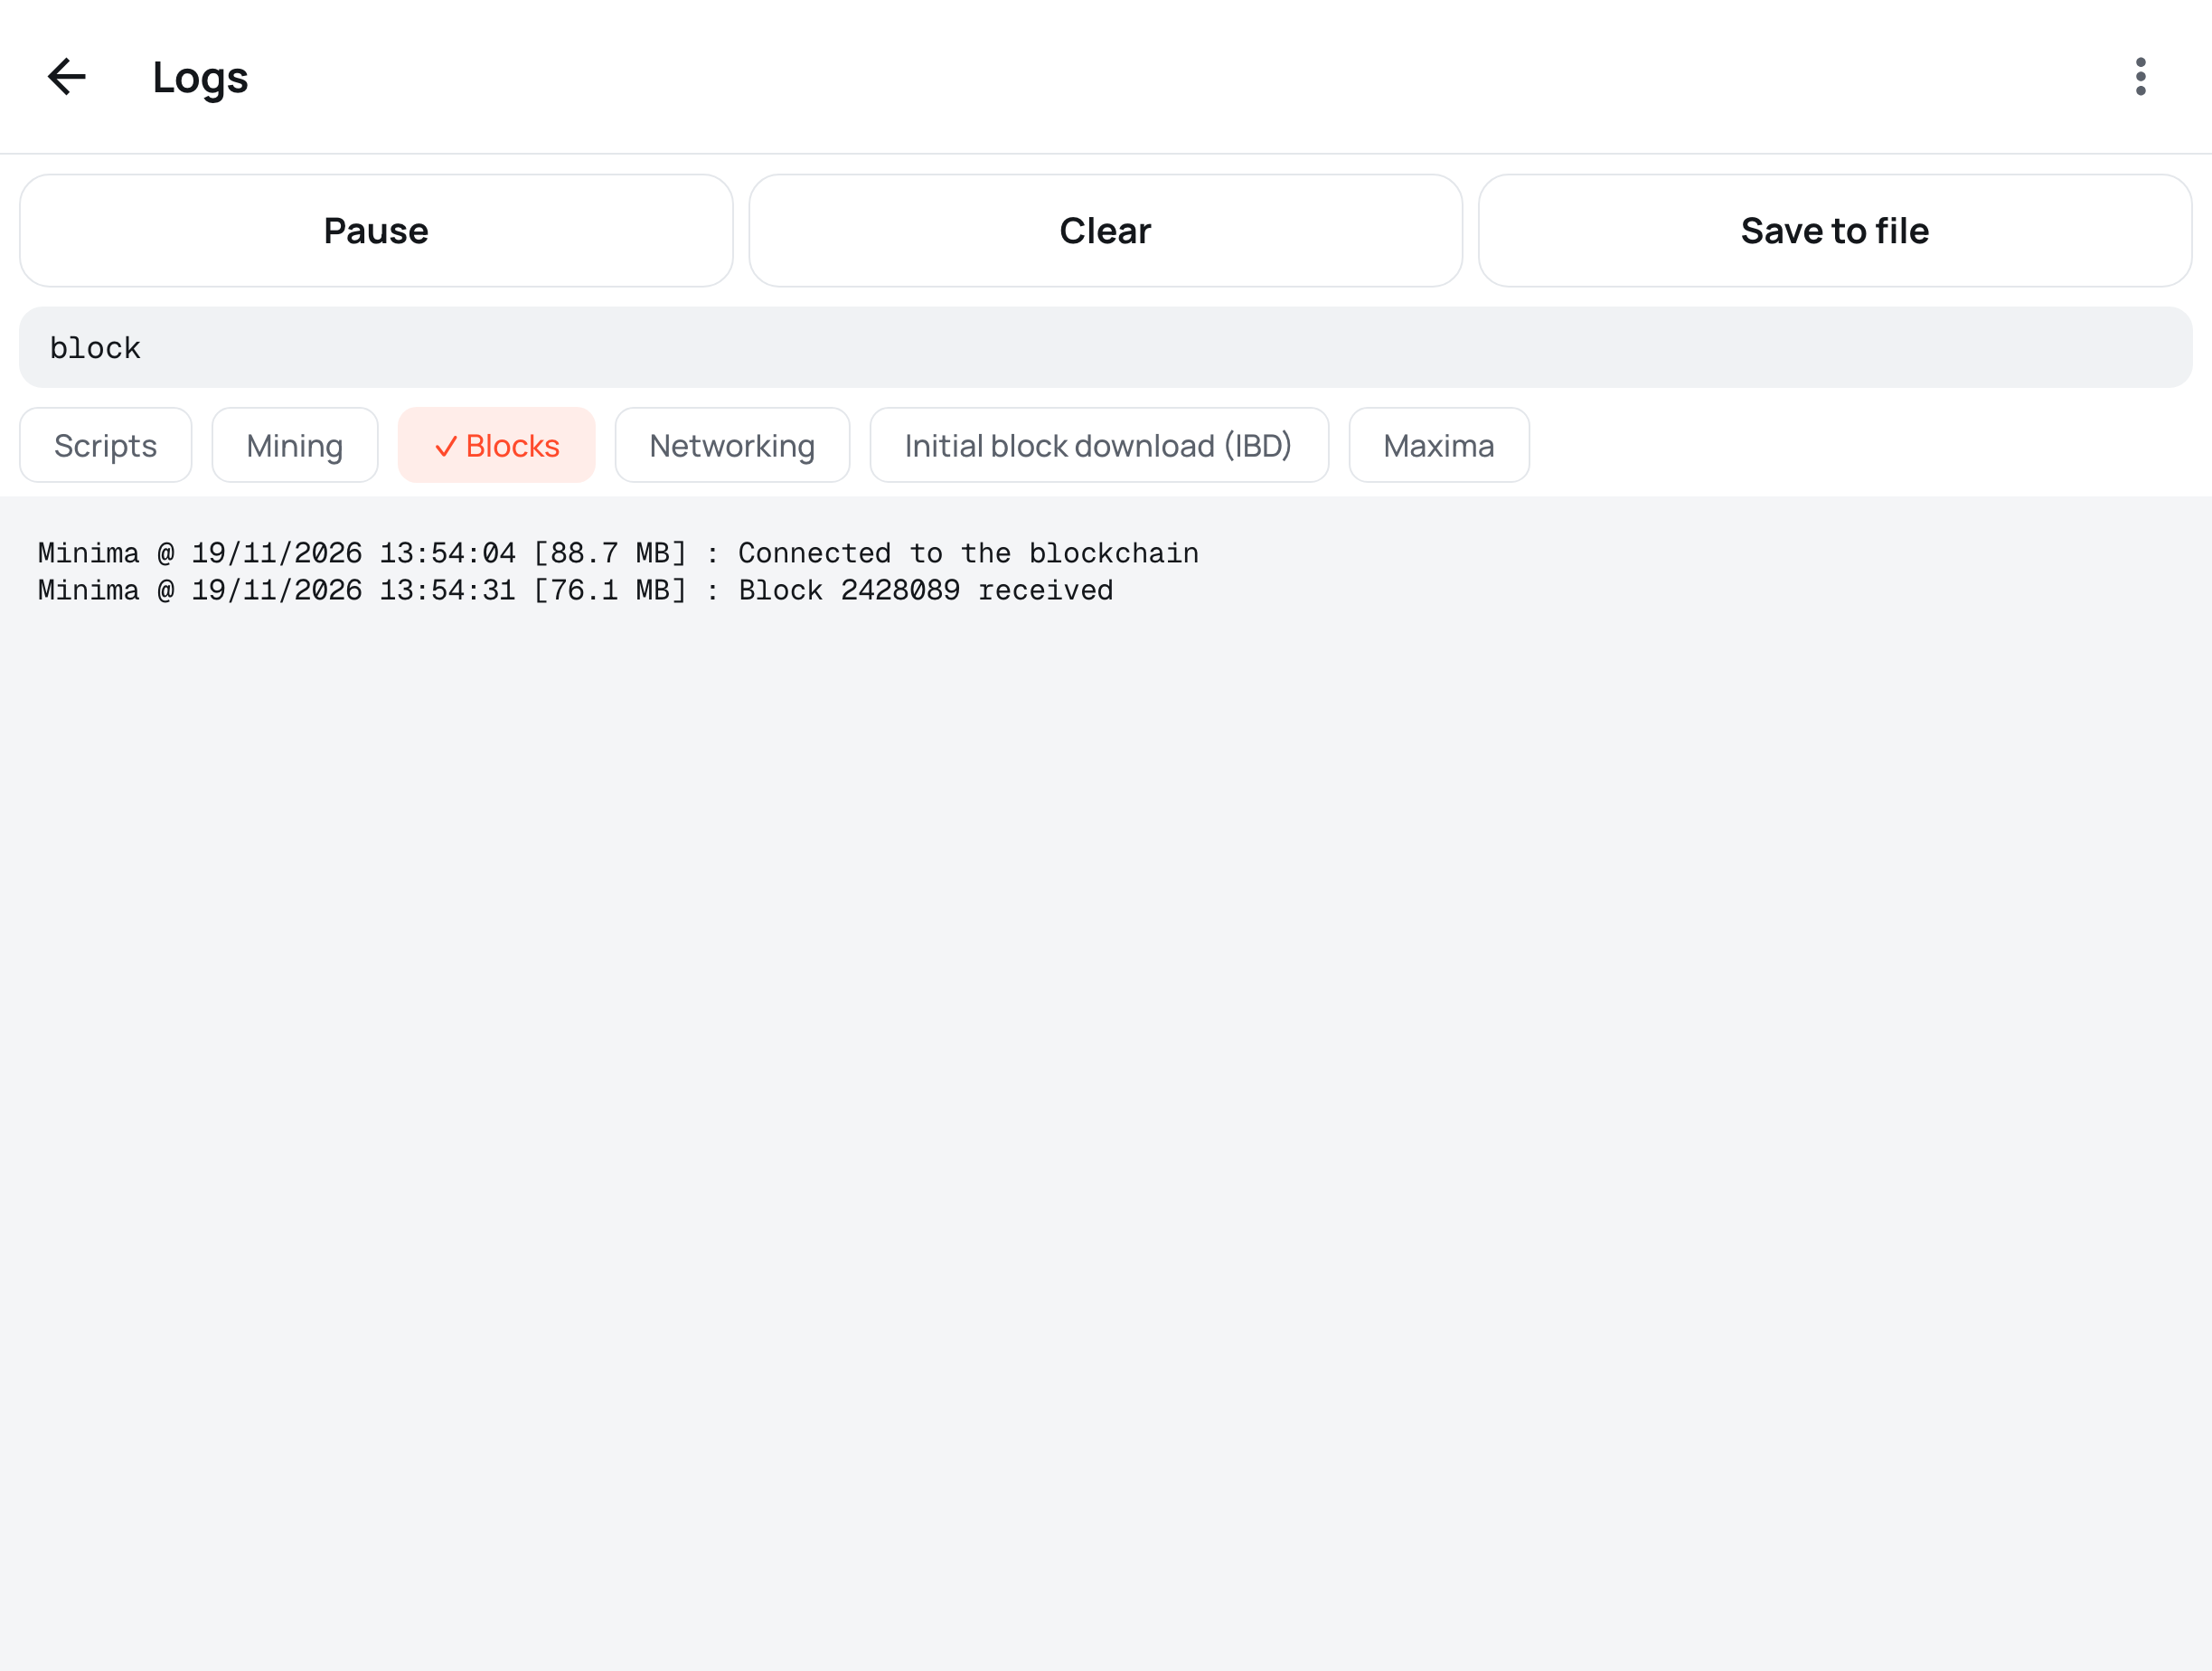 Logs
Pause
Clear
Save to file
block
Scripts
Mining
Blocks
Networking
Initial block download (IBD)
Maxima
Minima @ 19/11/2026 13:54:04 [88.7 MB] : Connected to the blockchain
Minima @ 19/11/2026 13:54:31 [76.1 MB] : Block 2428089 received